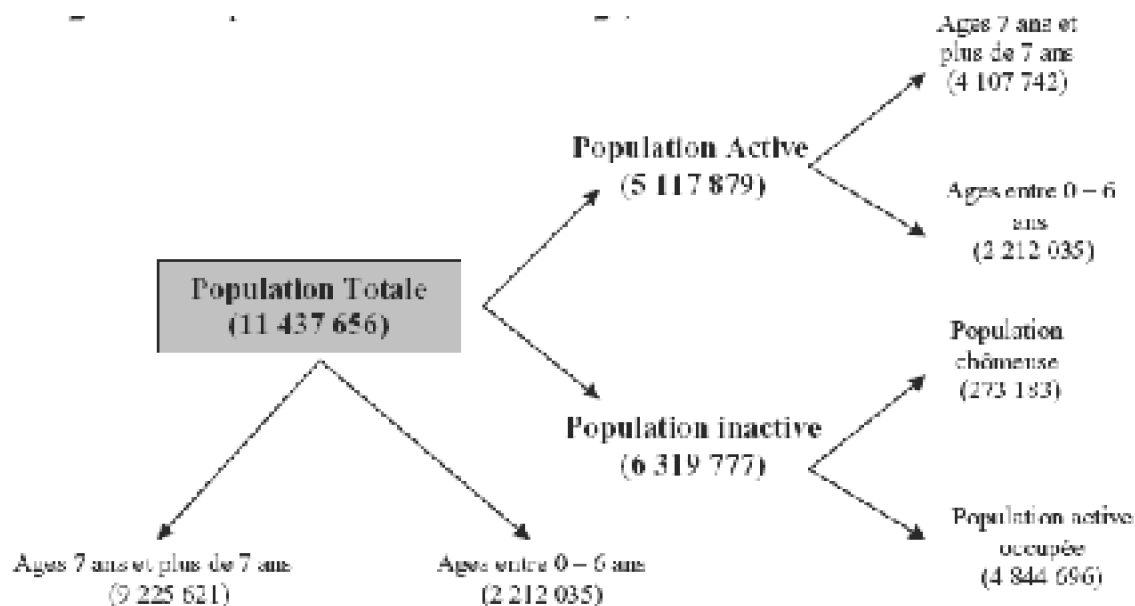 Ages 7 ans et
plus de 7 ans
(4 107 742)
Population Active
(5 117 879)
Ages entre 0 – 6
ans
(2 212 035)
Population Totale
(11 437 656)
Population
chômeuse
(273 183)
Population inactive
(6 319 777)
Population active
occupée
(4 844 696)
Ages 7 ans et plus de 7 ans
(9 225 621)
Ages entre 0 – 6 ans
(2 212 035)